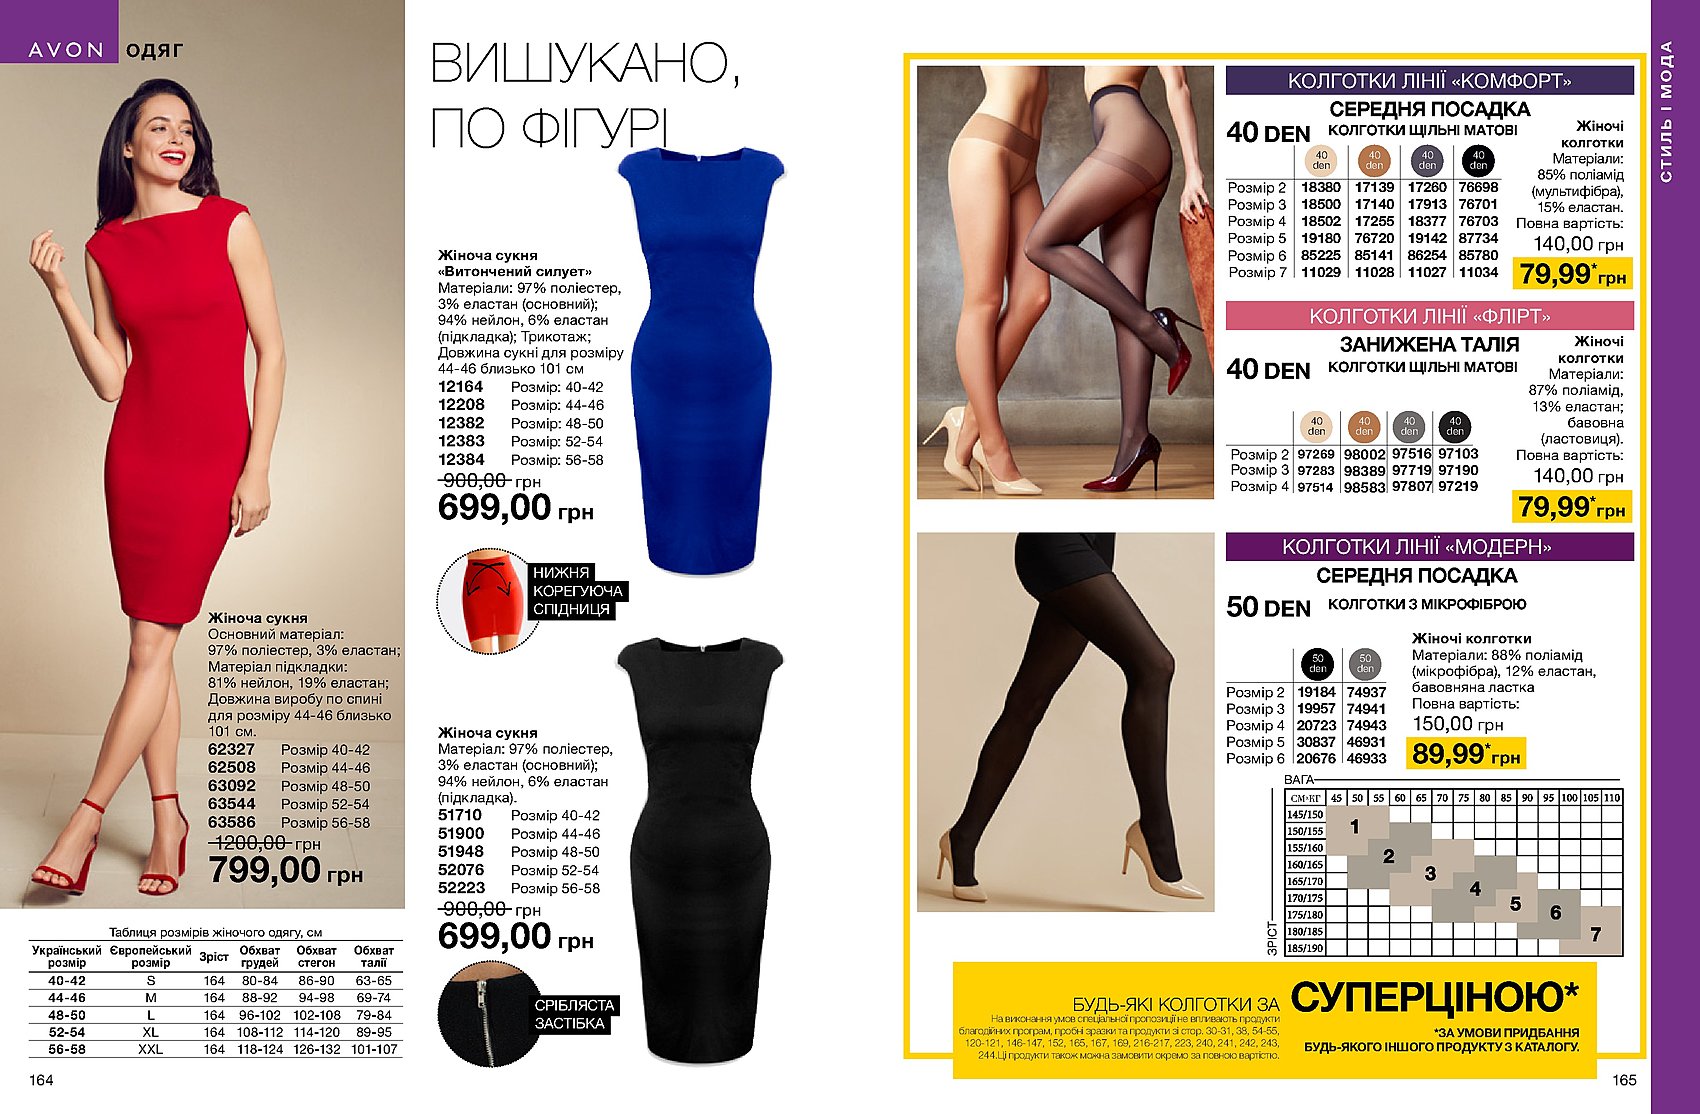 AVON ОДЯГ
ВИШУКАНО,
ПО ФІГУРІ
Жіноча сукня
Основний матеріал:
97% поліестер, 3% еластан;
Матеріал підкладки:
81% нейлон, 19% еластан;
Довжина виробу по спині
для розміру 44-46 близько
101 см.
62327 Розмір 40-42
62508 Розмір 44-46
63092 Розмір 48-50
63544 Розмір 52-54
63586 Розмір 56-58
1200,00 грн
799,00 грн
Таблиця розмірів жіночого одягу, см
Український розмір Європейський розмір Зріст Обхват грудей Обхват стегон Обхват талії
40-42 S 164 80-84 86-90 63-65
44-46 M 164 88-92 94-98 69-74
48-50 L 164 96-102 102-108 79-84
52-54 XL 164 108-112 114-120 89-95
56-58 XXL 164 118-124 126-132 101-107
164
Жіноча сукня
«Витончений силует»
Матеріали: 97% поліестер,
3% еластан (основний);
94% нейлон, 6% еластан
(підкладка); Трикотаж;
Довжина сукні для розміру
44-46 близько 101 см
12164 Розмір: 40-42
12208 Розмір: 44-46
12382 Розмір: 48-50
12383 Розмір: 52-54
12384 Розмір: 56-58
900,00 грн
699,00 грн
НИЖНЯ
КОРЕГУЮЧА
СПІДНИЦЯ
Жіноча сукня
Матеріал: 97% поліестер,
3% еластан (основний);
94% нейлон, 6% еластан
(підкладка).
51710 Розмір 40-42
51900 Розмір 44-46
51948 Розмір 48-50
52076 Розмір 52-54
52223 Розмір 56-58
900,00 грн
699,00 грн
СРІБЛЯСТА
ЗАСТІБКА
СТИЛЬ І МОДА
КОЛГОТКИ ЛІНІЇ «КОМФОРТ»
СЕРЕДНЯ ПОСАДКА
40 DEN КОЛГОТКИ ЩІЛЬНІ МАТОВІ
40 den 40 den 40 den 40 den
Розмір 2 18380 17139 17260 76698
Розмір 3 18500 17140 17913 76701
Розмір 4 18502 17255 18377 76703
Розмір 5 19180 76720 19142 87734
Розмір 6 85225 85141 86254 85780
Розмір 7 11029 11028 11027 11034
Жіночі
колготки
Матеріали:
85% поліамід
(мультифібра),
15% еластан.
Повна вартість:
140,00 грн
79,99* грн
КОЛГОТКИ ЛІНІЇ «ФЛІРТ»
ЗАНИЖЕНА ТАЛІЯ
40 DEN КОЛГОТКИ ЩІЛЬНІ МАТОВІ
40 den 40 den 40 den 40 den
Розмір 2 97269 98002 97516 97103
Розмір 3 97283 98389 97719 97190
Розмір 4 97514 98583 97807 97219
Жіночі
колготки
Матеріали:
87% поліамід,
13% еластан;
бавовна
(ластовиця).
Повна вартість:
140,00 грн
79,99* грн
КОЛГОТКИ ЛІНІЇ «МОДЕРН»
СЕРЕДНЯ ПОСАДКА
50 DEN КОЛГОТКИ З МІКРОФІБРОЮ
50 den 50 den
Розмір 2 19184 74937
Розмір 3 19957 74941
Розмір 4 20723 74943
Розмір 5 30837 46931
Розмір 6 20676 46933
Жіночі колготки
Матеріали: 88% поліамід
(мікрофібра), 12% еластан,
бавовняна ластка
Повна вартість:
150,00 грн
89,99* грн
ВАГА
СМ•КГ 45 50 55 60 65 70 75 80 85 90 95 100 105 110
145/150
150/155 1
155/160
160/165 2
165/170 3
170/175 4
175/180 5 6
180/185 7
185/190
ЗРІСТ
БУДЬ-ЯКІ КОЛГОТКИ ЗА СУПЕРЦІНОЮ*
На виконання умов спеціальної пропозиції не впливають продукти
благодійних програм, пробні зразки та продукти зі стор. 30-31, 38, 54-55,
120-121, 146-147, 152, 165, 167, 169, 216-217, 223, 240, 241, 242, 243,
244.Ці продукти також можна замовити окремо за повною вартістю.
*ЗА УМОВИ ПРИДБАННЯ
БУДЬ-ЯКОГО ІНШОГО ПРОДУКТУ З КАТАЛОГУ.
165